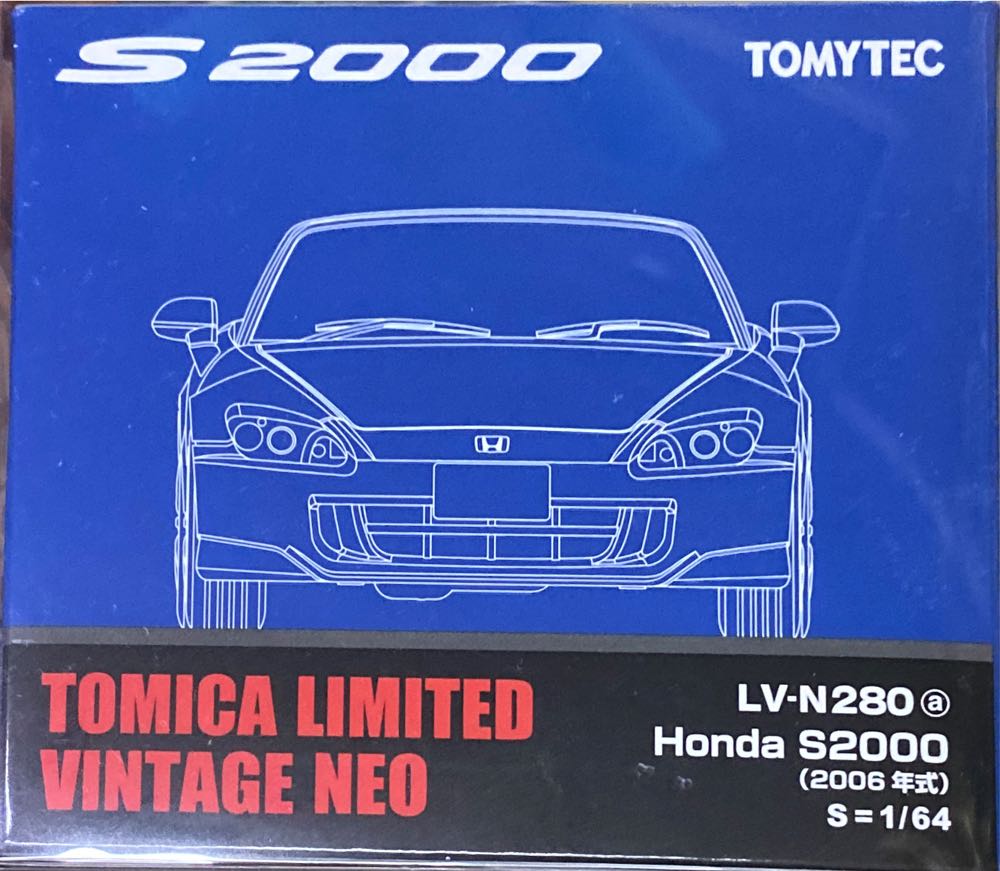 S2000
TOMYTEC
TOMICA LIMITED
VINTAGE NEO
LV-N280ⓐ
Honda S2000
(2006年式)
S=1/64